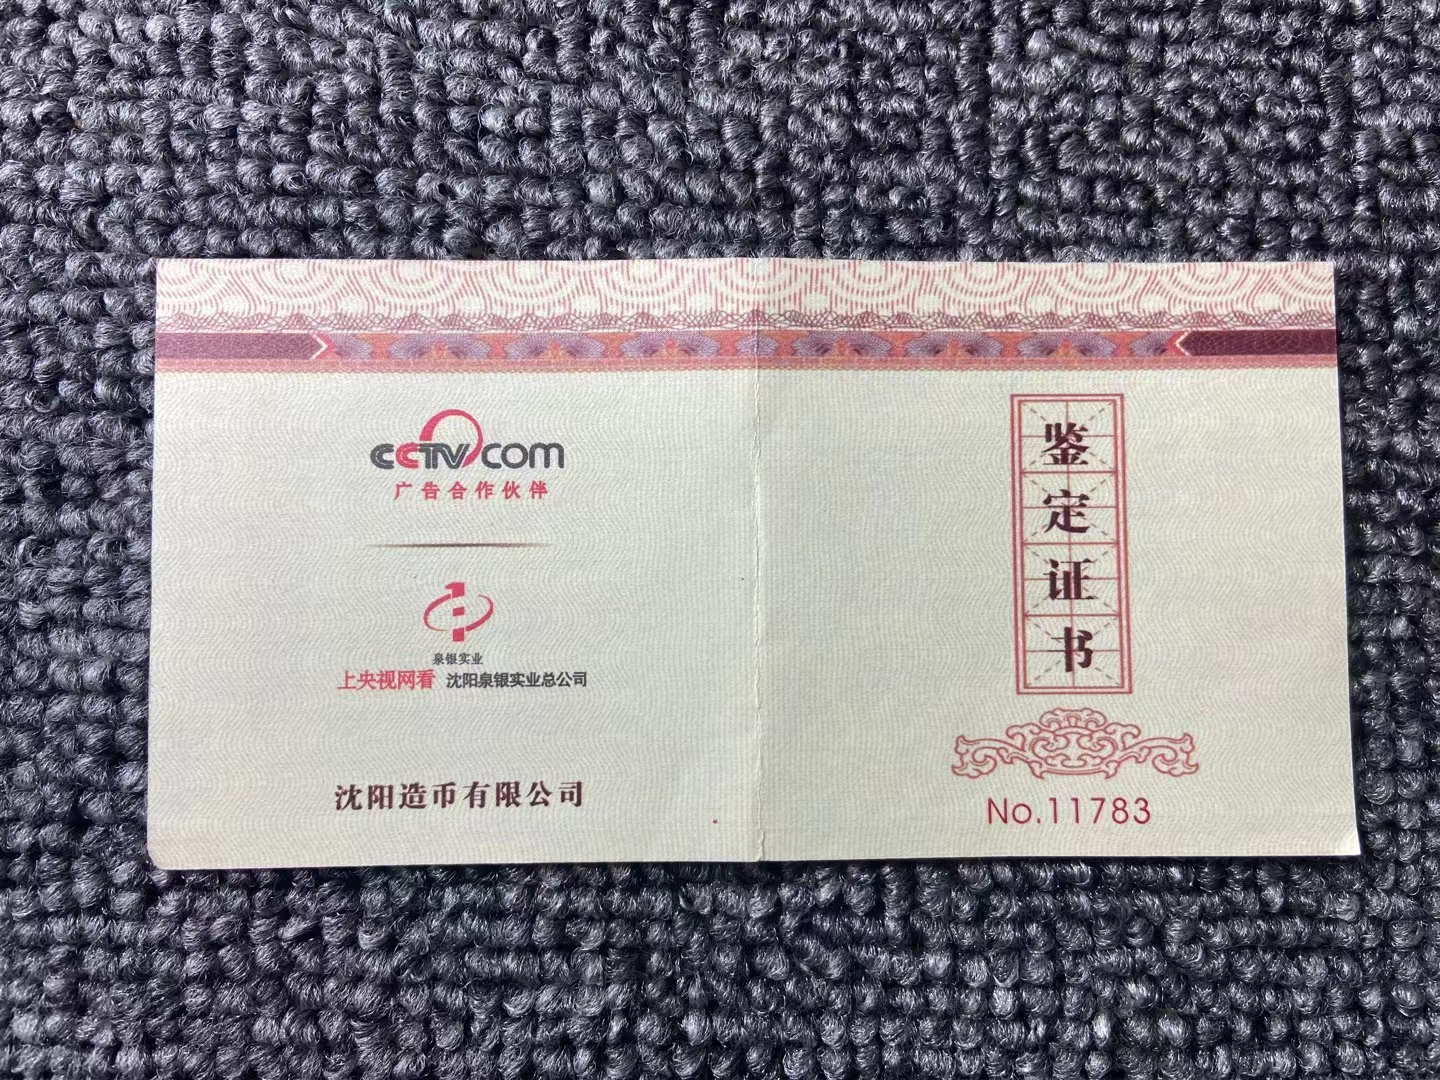 CCTV.com
广告合作伙伴
泉银实业
上央视网看 沈阳泉银实业总公司
沈阳造币有限公司
鉴
定
证
书
No.11783